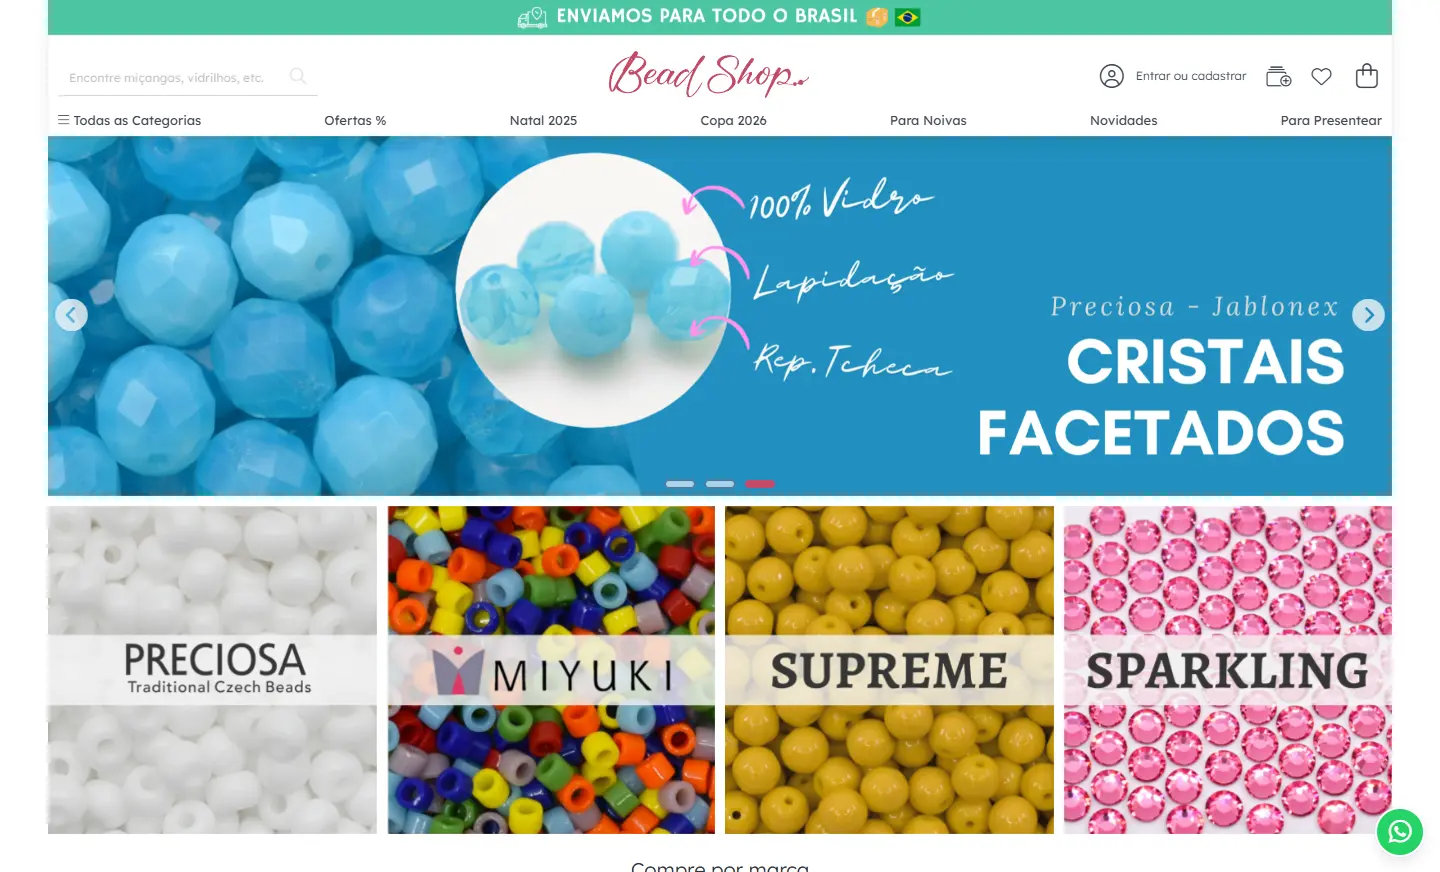 ENVIAMOS PARA TODO O BRASIL
Encontre miçangas, vidrilhos, etc.
Bead Shop
Entrar ou cadastrar
Todas as Categorias
Ofertas %
Natal 2025
Copa 2026
Para Noivas
Novidades
Para Presentear
100% Vidro
Lapidação
Rep. Tcheca
Preciosa - Jablonex
CRISTAIS
FACETADOS
PRECIOSA
Traditional Czech Beads
MIYUKI
SUPREME
SPARKLING
Compre por marca